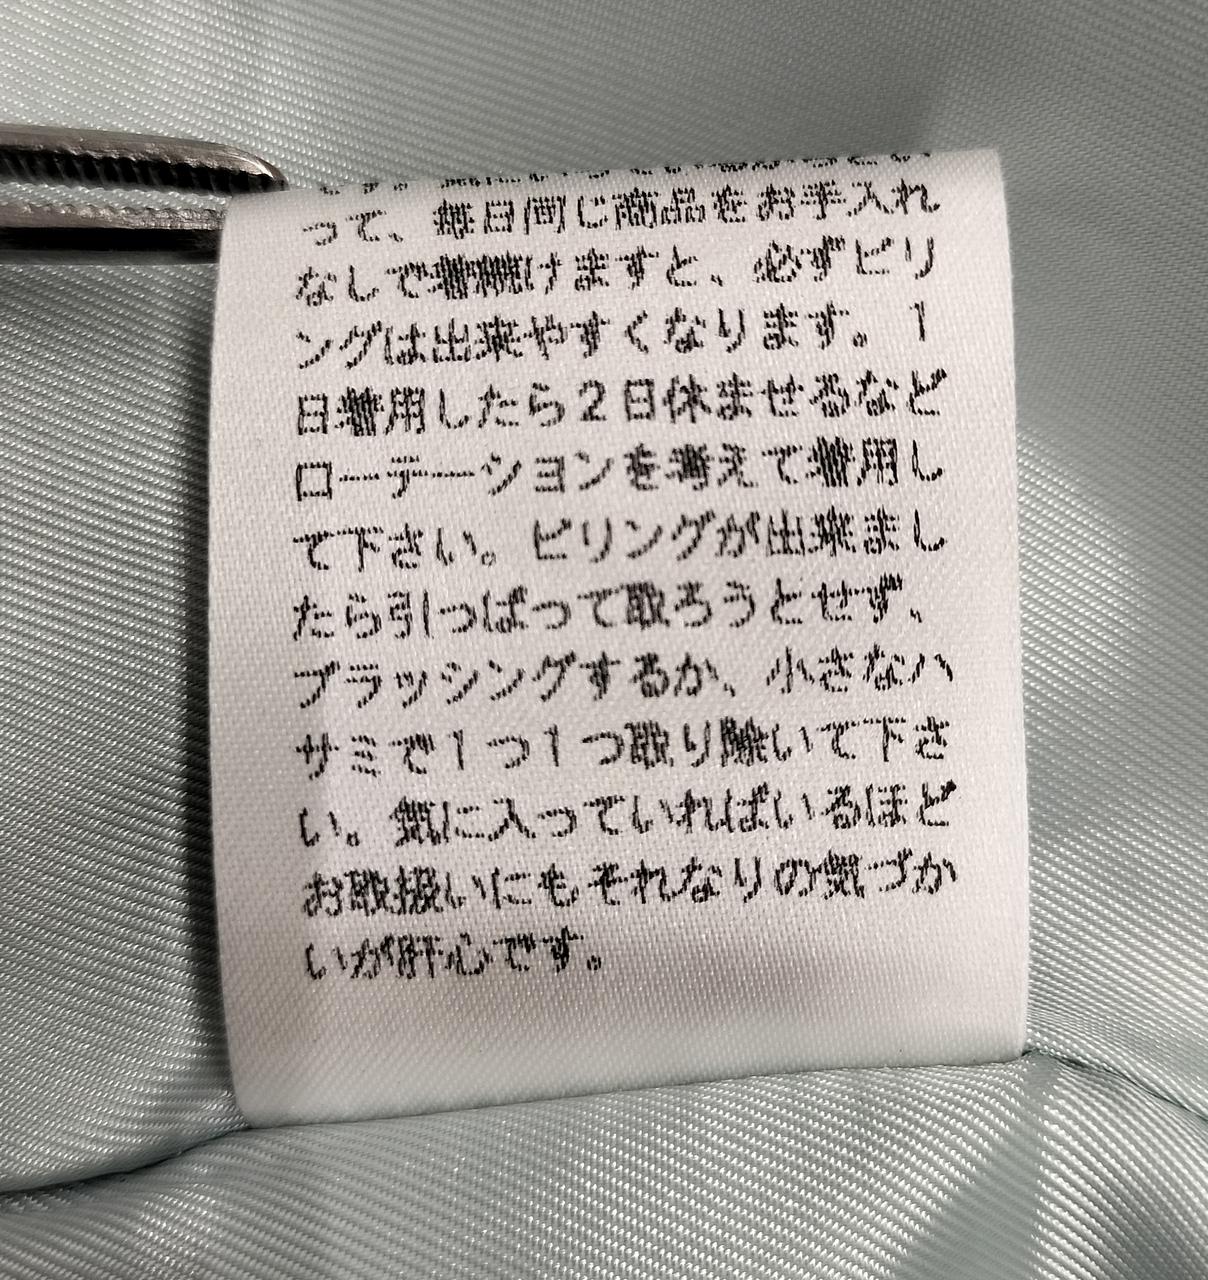 って、毎日同じ商品をお手入れ
なしで着続けますと、必ずピリ
ングは出来やすくなります。１
日着用したら２日休ませるなど
ローテーションを考えて着用し
て下さい。ピリングが出来まし
たら引っぱって取ろうとせず、
ブラッシングするか、小さなハ
サミで１つ１つ取り除いて下さ
い。気に入っていればいるほど
お取扱いにもそれなりの気づか
いが肝心です。